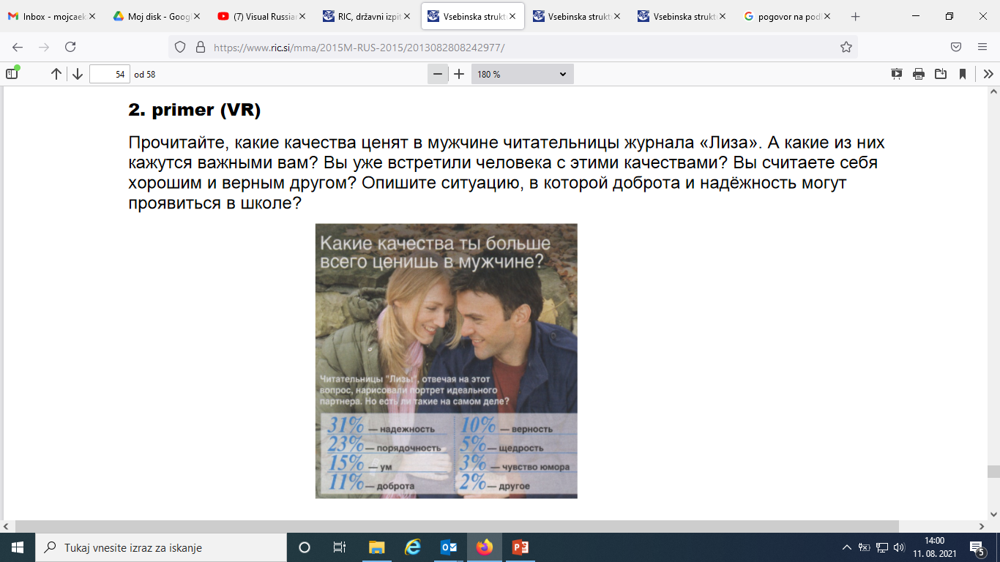 Inbox - mojcaek
Moj disk - Goog
(7) Visual Russian
RIC, državni izpit
Vsebinska strukt
Vsebinska strukt
Vsebinska strukt
pogovor na pod
https://www.ric.si/mma/2015M-RUS-2015/2013082808242977/
54 od 58
180 %
2. primer (VR)
Прочитайте, какие качества ценят в мужчине читательницы журнала «Лиза». А какие из них
кажутся важными вам? Вы уже встретили человека с этими качествами? Вы считаете себя
хорошим и верным другом? Опишите ситуацию, в которой доброта и надёжность могут
проявиться в школе?
Какие качества ты больше
всего ценишь в мужчине?
Читательницы "Лизы", отвечая на этот
вопрос, нарисовали портрет идеального
партнера. Но есть ли такие на самом деле?
31% — надежность
23% — порядочность
15% — ум
11% — доброта
10% — верность
5% — щедрость
3% — чувство юмора
2% — другое
Tukaj vnesite izraz za iskanje
14:00
11. 08. 2021
5